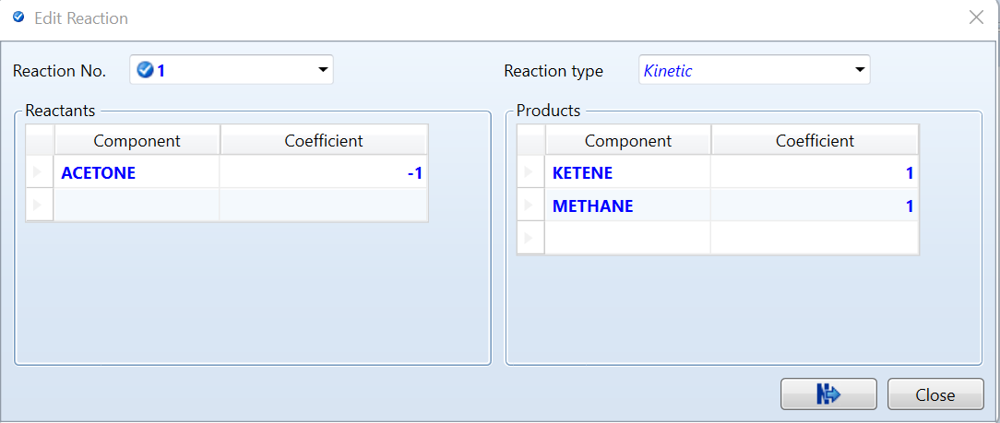 Edit Reaction
Reaction No. 1 Reaction type Kinetic
Reactants Products
Component Coefficient Component Coefficient
ACETONE -1 KETENE 1
METHANE 1
Close